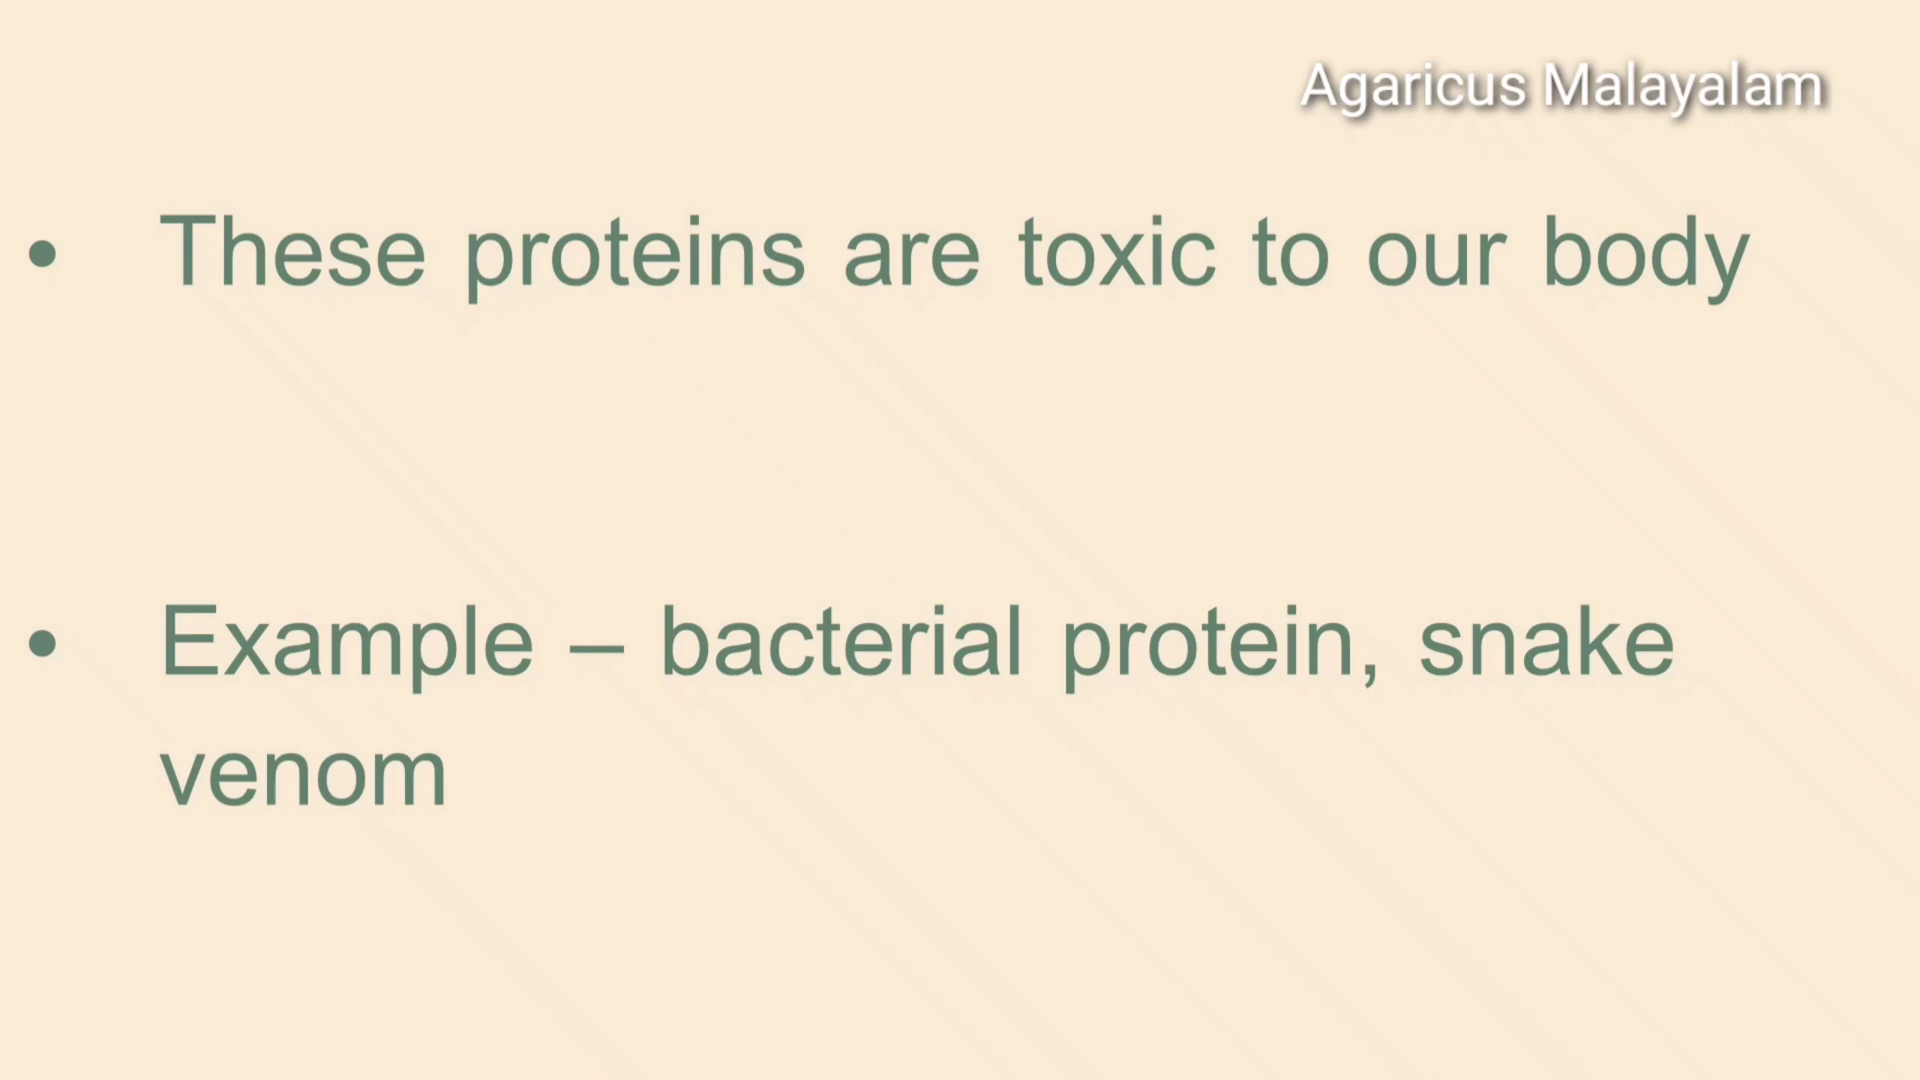 Agaricus Malayalam
• These proteins are toxic to our body
• Example – bacterial protein, snake
venom